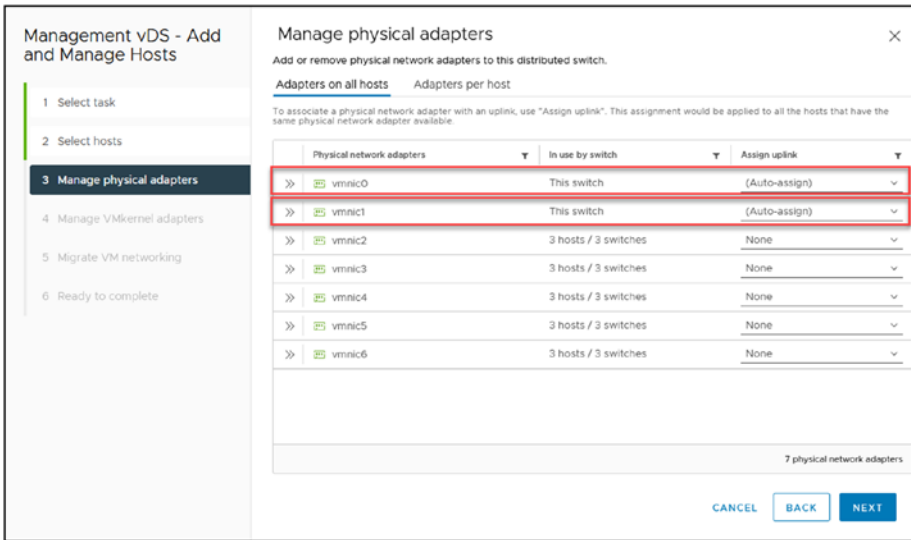 Management vDS - Add
and Manage Hosts
1 Select task
2 Select hosts
3 Manage physical adapters
4 Manage VMkernel adapters
5 Migrate VM networking
6 Ready to complete
Manage physical adapters
Add or remove physical network adapters to this distributed switch.
Adapters on all hosts Adapters per host
To associate a physical network adapter with an uplink, use "Assign uplink". This assignment would be applied to all the hosts that have the
same physical network adapter available.
Physical network adapters In use by switch Assign uplink
vmnic0 This switch (Auto-assign)
vmnic1 This switch (Auto-assign)
vmnic2 3 hosts / 3 switches None
vmnic3 3 hosts / 3 switches None
vmnic4 3 hosts / 3 switches None
vmnic5 3 hosts / 3 switches None
vmnic6 3 hosts / 3 switches None
7 physical network adapters
CANCEL BACK NEXT